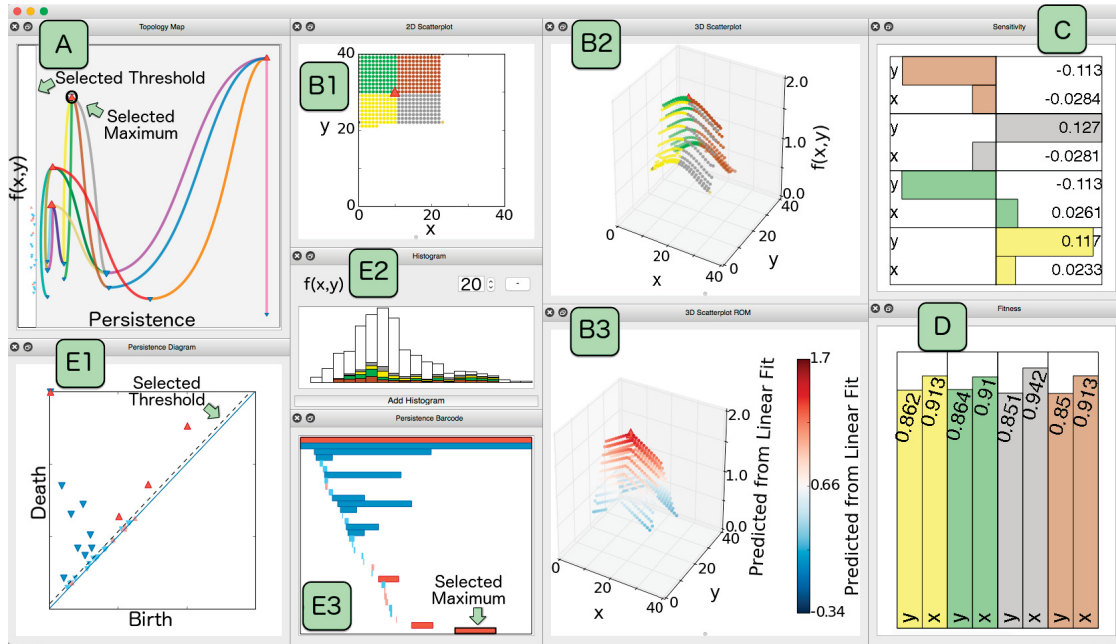 Topology Map
A
Selected Threshold
Selected
Maximum
f(x,y)
Persistence
2D Scatterplot
B1
40
y
20
0
0
20
40
x
3D Scatterplot
B2
2.0
1.0
0.0
f(x,y)
0
20
40
x
0
20
40
y
Sensitivity
C
y -0.113
x -0.0284
y 0.127
x -0.0281
y -0.113
x 0.0261
y 0.117
x 0.0233
Persistence Diagram
E1
Selected
Threshold
Death
Birth
Histogram
E2
f(x,y) 20 -
Add Histogram
Persistence Barcode
E3
Selected
Maximum
3D Scatterplot ROM
B3
2.0
1.0
0.0
Predicted from Linear Fit
0
20
40
x
0
20
40
y
1.7
0.66
-0.34
Predicted from Linear Fit
Fitness
D
0.862 0.913 0.864 0.91 0.851 0.942 0.85 0.913
y x y x y x y x